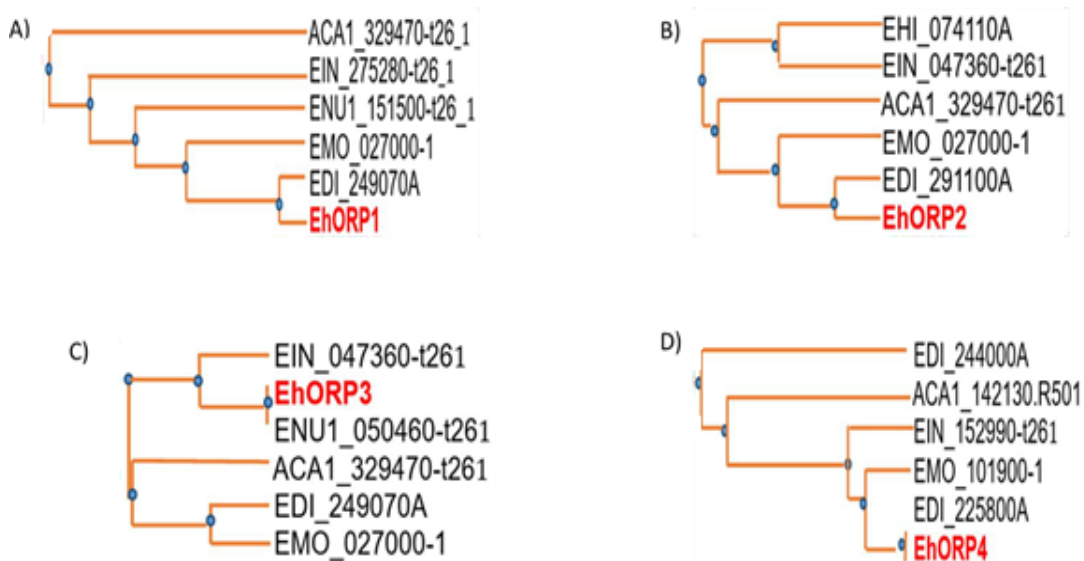 A)
ACA1_329470-t26_1
EIN_275280-t26_1
ENU1_151500-t26_1
EMO_027000-1
EDI_249070A
EhORP1
B)
EHI_074110A
EIN_047360-t261
ACA1_329470-t261
EMO_027000-1
EDI_291100A
EhORP2
C)
EIN_047360-t261
EhORP3
ENU1_050460-t261
ACA1_329470-t261
EDI_249070A
EMO_027000-1
D)
EDI_244000A
ACA1_142130.R501
EIN_152990-t261
EMO_101900-1
EDI_225800A
EhORP4